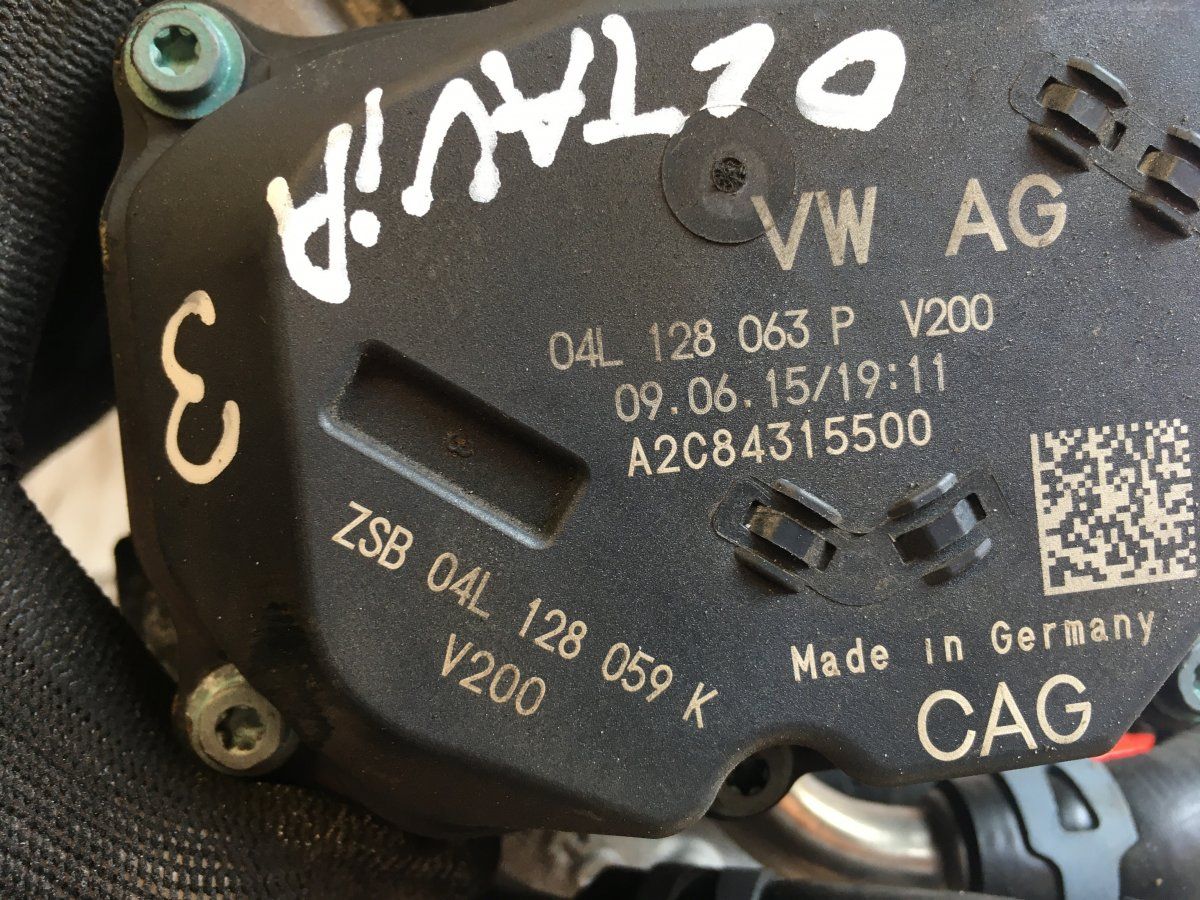 OCTAViA
3
VW AG
04L 128 063 P V200
09.06.15/19:11
A2C84315500
ZSB 04L 128 059 K
V200
Made in Germany
CAG